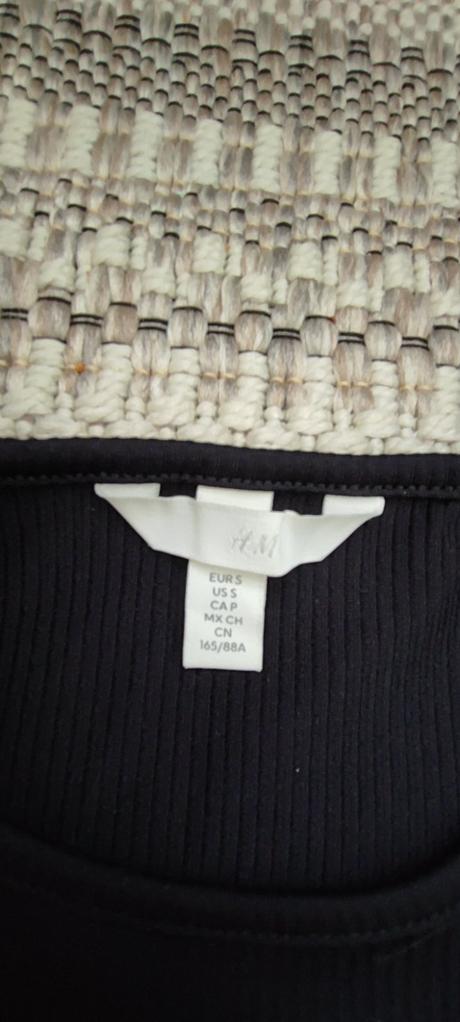 H&M
EUR S
US S
CA P
MX CH
CN
165/88A